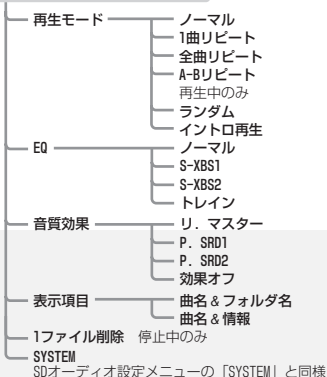 再生モード ノーマル
1曲リピート
全曲リピート
A-Bリピート
再生中のみ
ランダム
イントロ再生
EQ ノーマル
S-XBS1
S-XBS2
トレイン
音質効果 リ．マスター
P．SRD1
P．SRD2
効果オフ
表示項目 曲名＆フォルダ名
曲名＆情報
1ファイル削除 停止中のみ
SYSTEM
SDオーディオ設定メニューの「SYSTEM」と同様